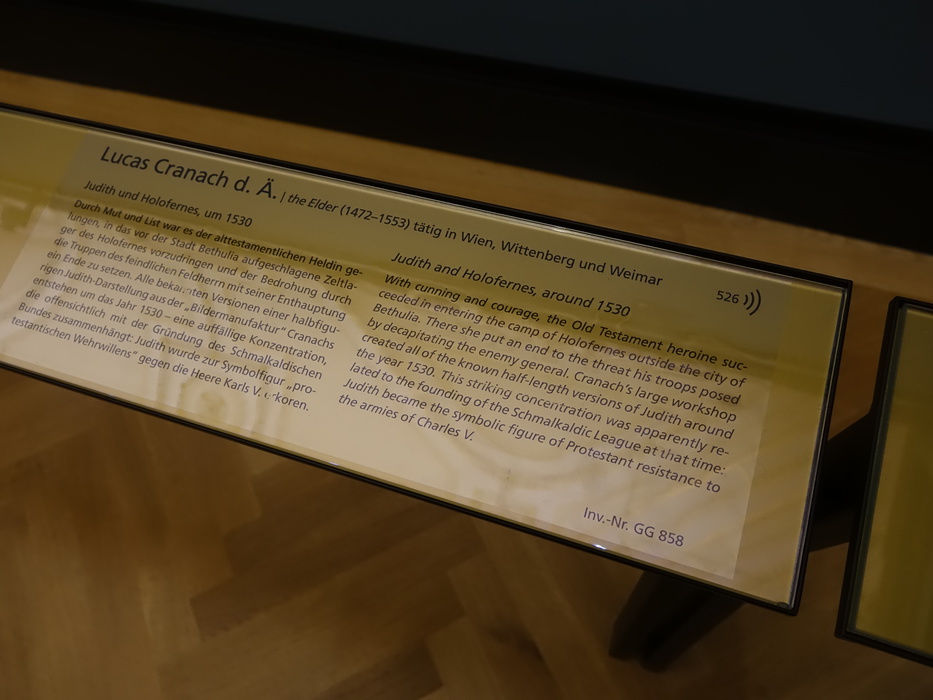 Lucas Cranach d. Ä. | the Elder (1472–1553) tätig in Wien, Wittenberg und Weimar
Judith und Holofernes, um 1530
Durch Mut und List war es der alttestamentlichen Heldin ge-
lungen, in das vor der Stadt Bethulla aufgeschlagene Zeltla-
ger des Holofernes vorzudringen und der Bedrohung durch
die Truppen des feindlichen Feldherrn mit seiner Enthauptung
ein Ende zu setzen. Alle bekannten Versionen einer halbfigu-
rigen Judith-Darstellung aus der „Bildermanufaktur“ Cranachs
entstehen um das Jahr 1530 – eine auffällige Konzentration,
die offensichtlich mit der Gründung des Schmalkaldischen
Bundes zusammenhängt: Judith wurde zur Symbolfigur „pro-
testantischen Wehrwillens“ gegen die Heere Karls V. erkoren.
Judith and Holofernes, around 1530
With cunning and courage, the Old Testament heroine suc-
ceeded in entering the camp of Holofernes outside the city of
Bethulia. There she put an end to the threat his troops posed
by decapitating the enemy general. Cranach's large workshop
created all of the known half-length versions of Judith around
the year 1530. This striking concentration was apparently re-
lated to the founding of the Schmalkaldic League at that time:
Judith became the symbolic figure of Protestant resistance to
the armies of Charles V.
526
Inv.-Nr. GG 858